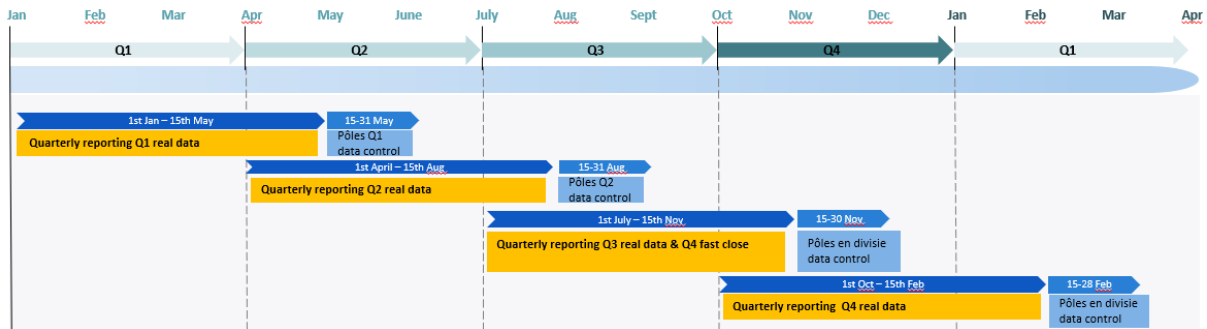 Jan Feb Mar Apr May June July Aug Sept Oct Nov Dec Jan Feb Mar Apr
Q1 Q2 Q3 Q4 Q1
1st Jan – 15th May
15-31 May
Quarterly reporting Q1 real data
Pôles Q1
data control
1st April – 15th Aug
15-31 Aug
Quarterly reporting Q2 real data
Pôles Q2
data control
1st July – 15th Nov
15-30 Nov
Quarterly reporting Q3 real data & Q4 fast close
Pôles en divisie
data control
1st Oct – 15th Feb
15-28 Feb
Quarterly reporting Q4 real data
Pôles en divisie
data control